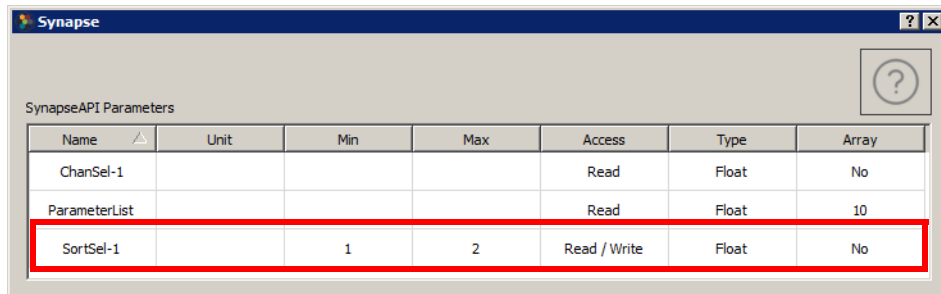 Synapse
? X
?
SynapseAPI Parameters
Name Unit Min Max Access Type Array
ChanSel-1 Read Float No
ParameterList Read Float 10
SortSel-1 1 2 Read / Write Float No